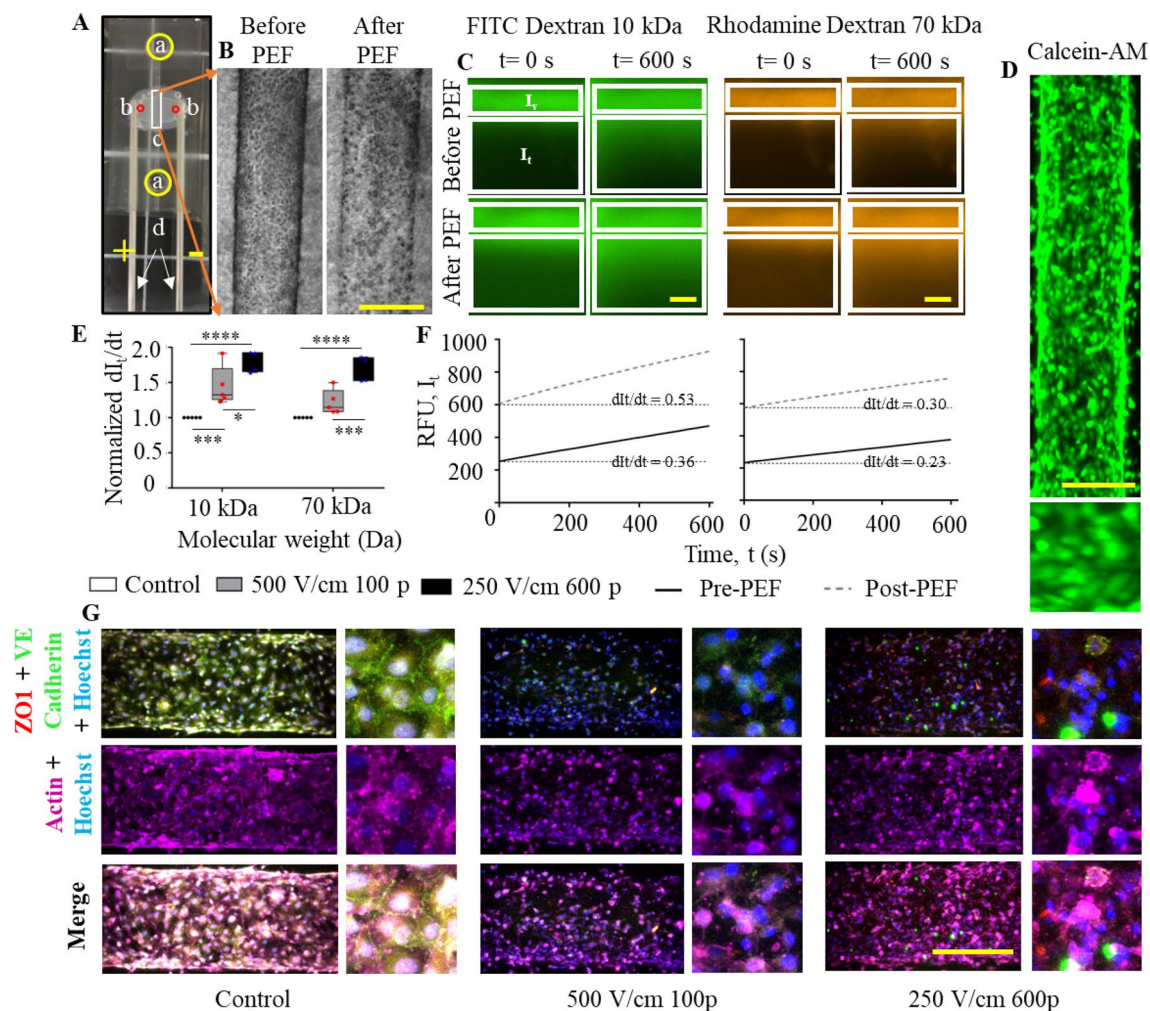 A
a
b
b
c
a
d
+
-
B
Before
PEF
After
PEF
C
FITC Dextran 10 kDa
Rhodamine Dextran 70 kDa
t= 0 s
t= 600 s
t= 0 s
t= 600 s
Before PEF
After PEF
Iv
It
D
Calcein-AM
E
Normalized dIt/dt
2.0
1.5
1.0
0.5
0
****
*
***
****
***
10 kDa
70 kDa
Molecular weight (Da)
F
RFU, It
1000
800
600
400
200
dIt/dt = 0.53
dIt/dt = 0.36
dIt/dt = 0.30
dIt/dt = 0.23
0
200
400
600
0
200
400
600
Time, t (s)
Control
500 V/cm 100 p
250 V/cm 600 p
Pre-PEF
Post-PEF
G
ZO1 + VE
Cadherin
+ Hoechst
Actin +
Hoechst
Merge
Control
500 V/cm 100p
250 V/cm 600p